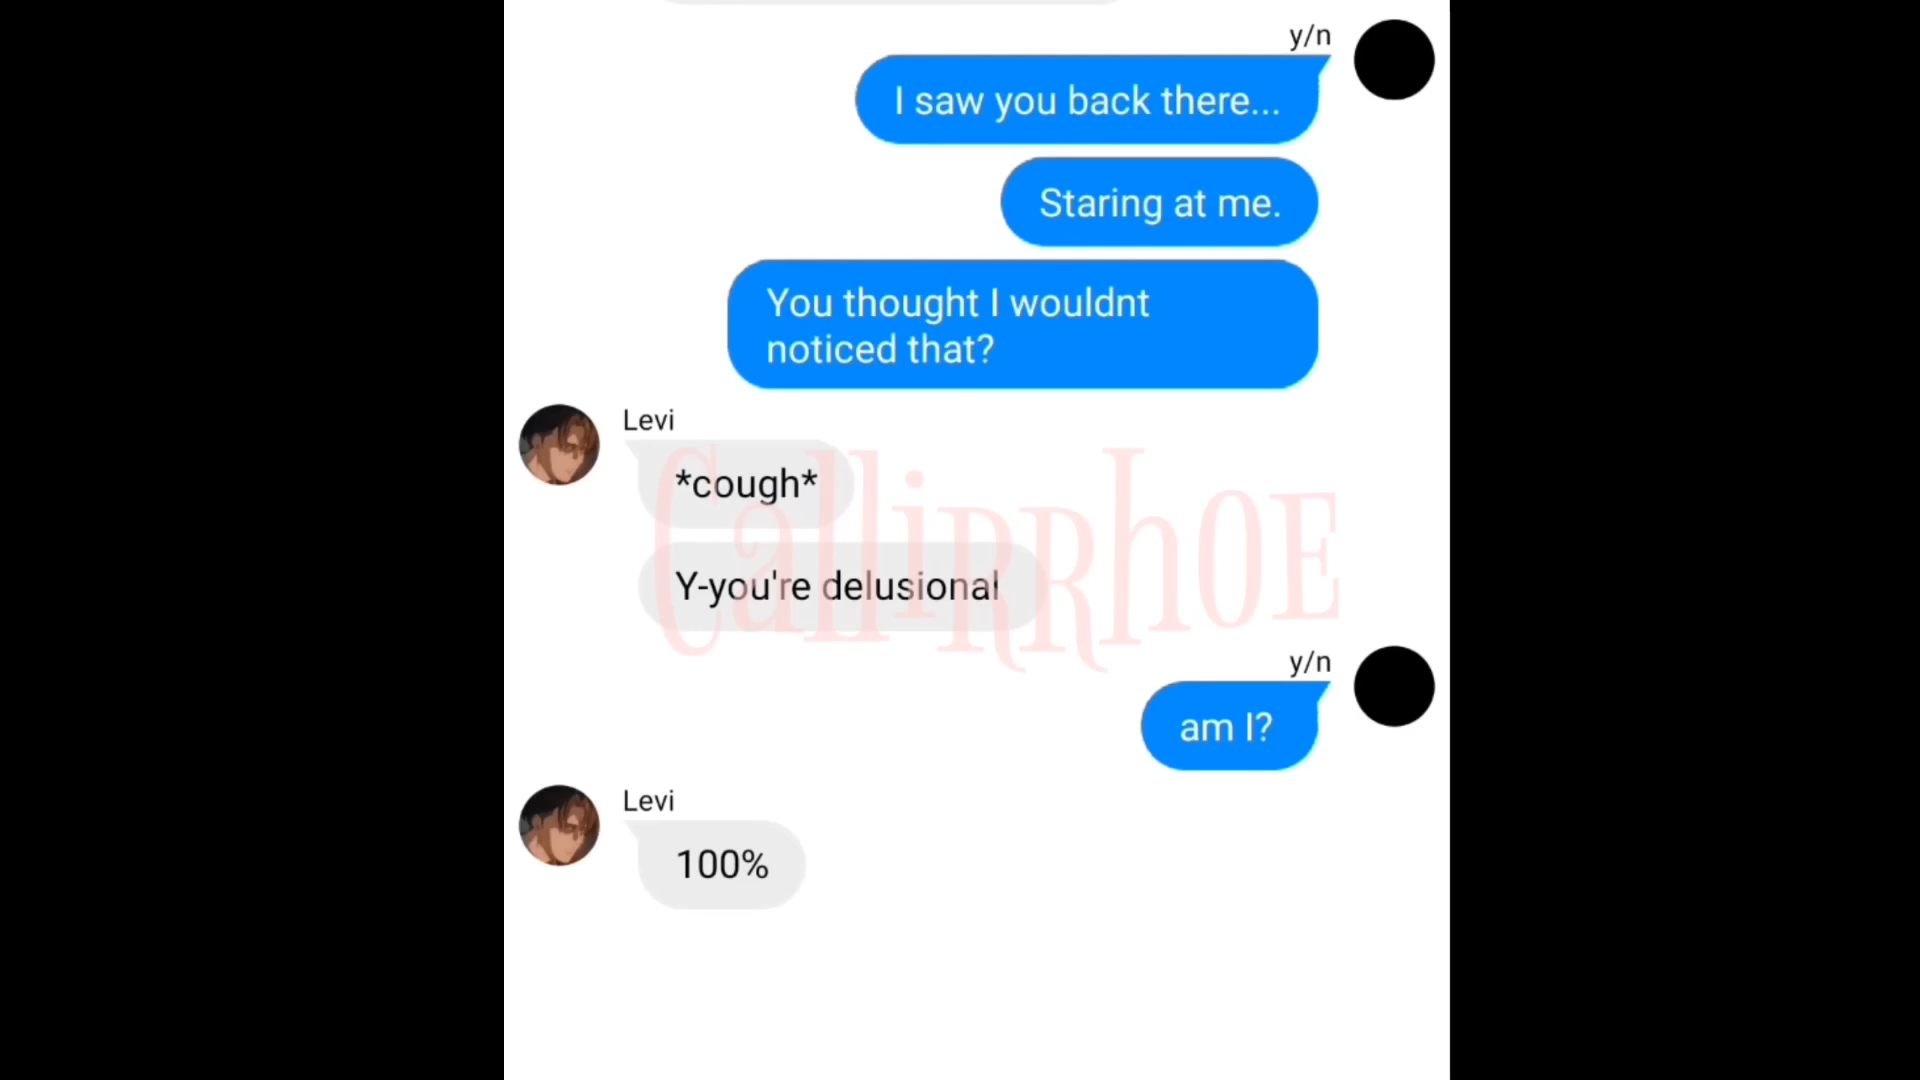 y/n
I saw you back there...
Staring at me.
You thought I wouldnt
noticed that?
Levi
*cough*
Y-you're delusional
CalliRRhOE
y/n
am I?
Levi
100%